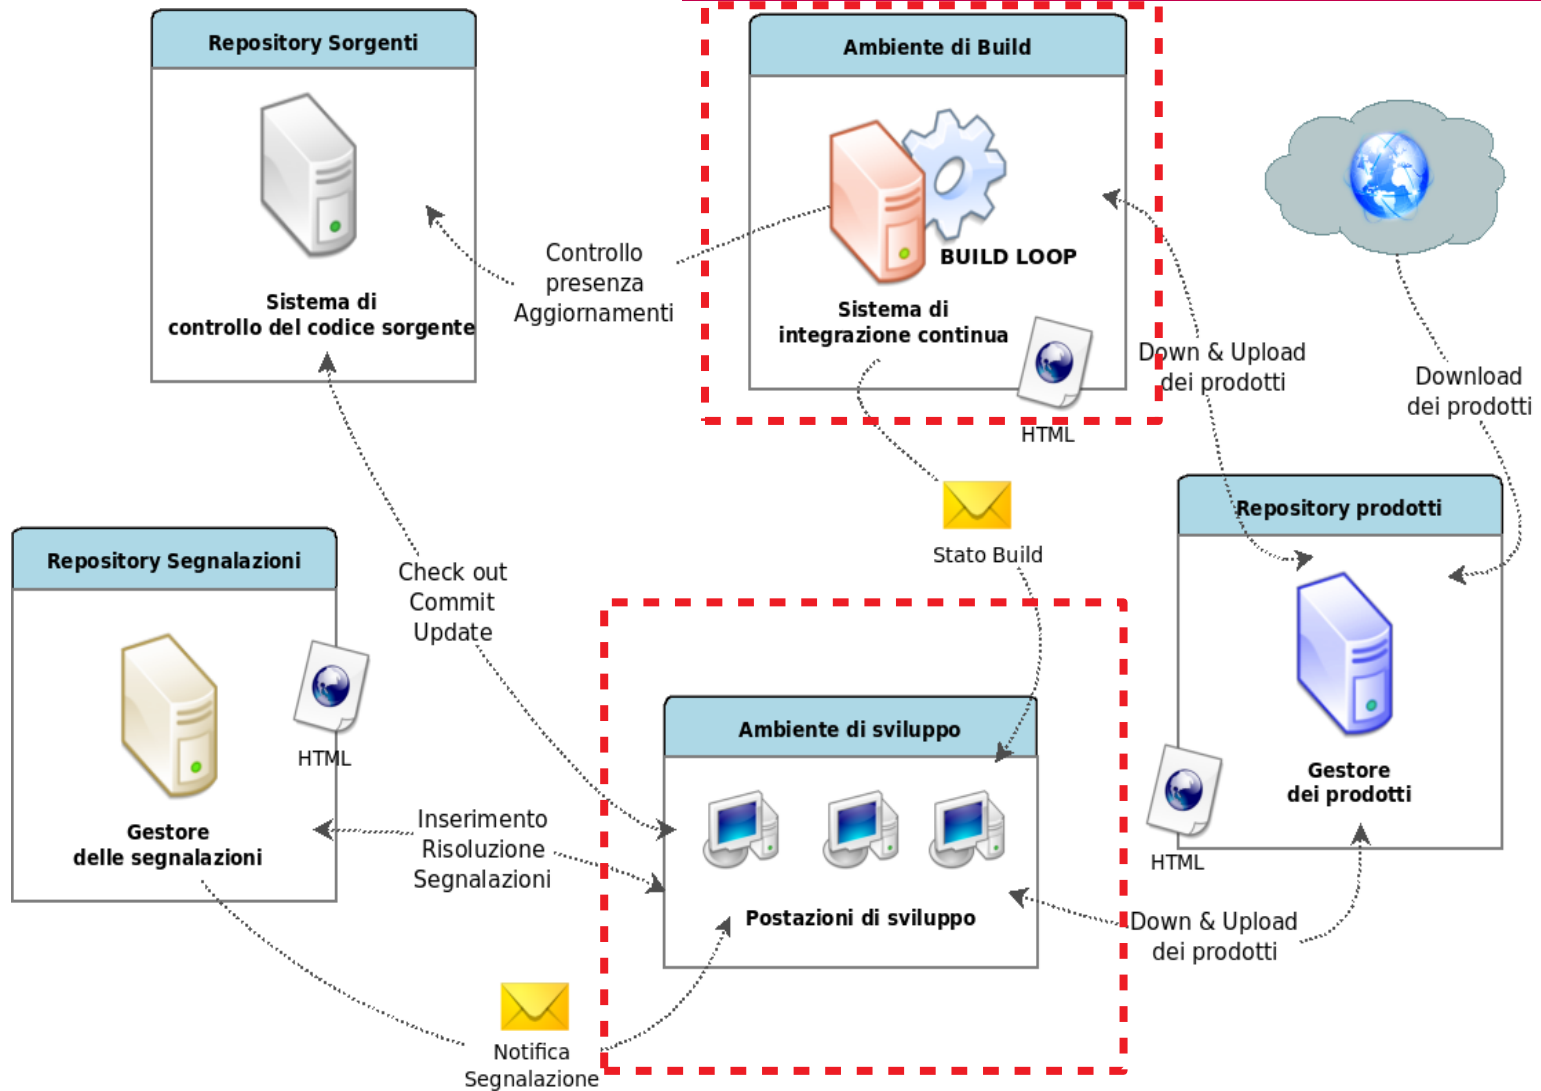 Repository Sorgenti
Sistema di
controllo del codice sorgente
Controllo
presenza
Aggiornamenti
Ambiente di Build
BUILD LOOP
Sistema di
integrazione continua
HTML
Down & Upload
dei prodotti
Download
dei prodotti
Stato Build
Repository prodotti
Gestore
dei prodotti
HTML
Repository Segnalazioni
Gestore
delle segnalazioni
HTML
Check out
Commit
Update
Inserimento
Risoluzione
Segnalazioni
Ambiente di sviluppo
Postazioni di sviluppo
Down & Upload
dei prodotti
Notifica
Segnalazione